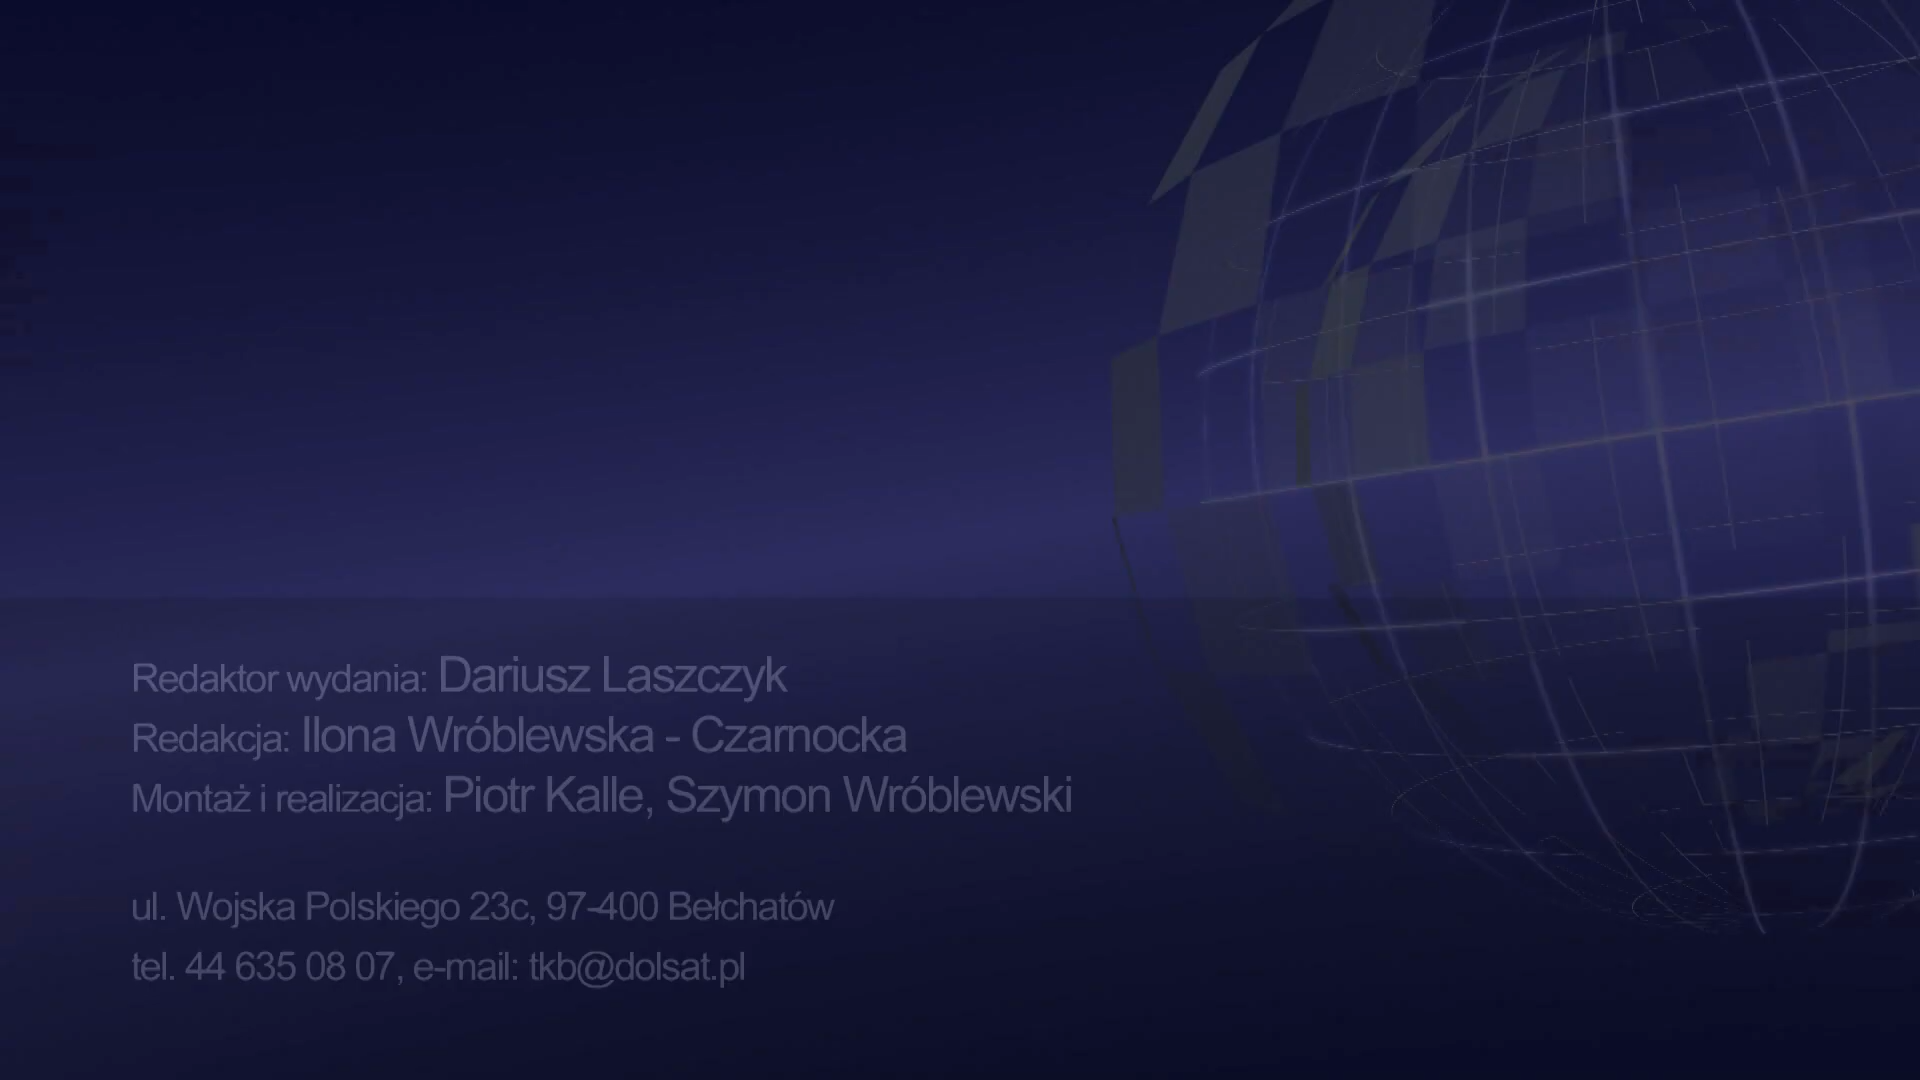 Redaktor wydania: Dariusz Laszczyk
Redakcja: Ilona Wróblewska - Czarnocka
Montaż i realizacja: Piotr Kalle, Szymon Wróblewski
ul. Wojska Polskiego 23c, 97-400 Bełchatów
tel. 44 635 08 07, e-mail: tkb@dolsat.pl